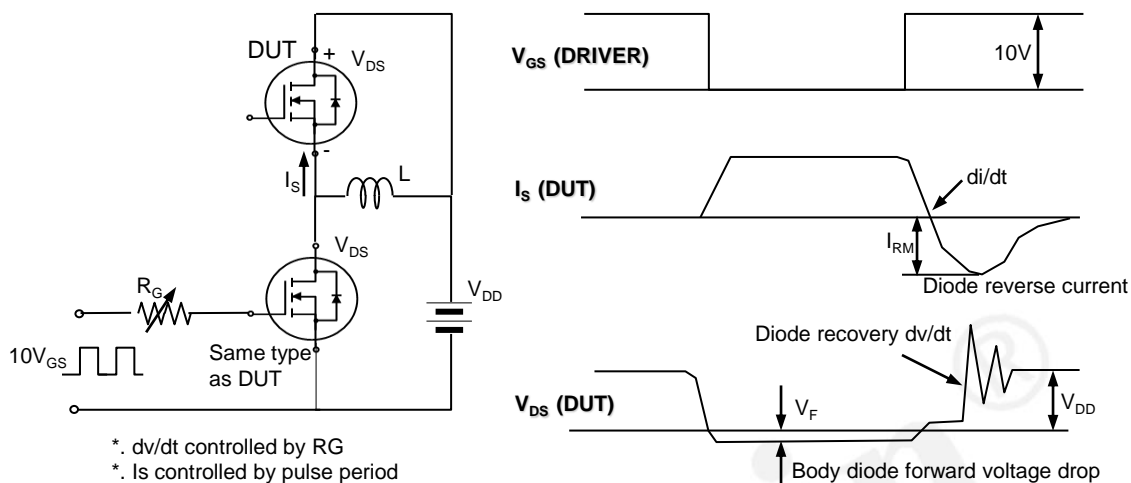 DUT
+
V_DS
-
I_S
L
V_DS
R_G
V_DD
10V_GS
Same type
as DUT
*. dv/dt controlled by RG
*. Is controlled by pulse period
V_GS (DRIVER)
10V
I_S (DUT)
di/dt
I_RM
Diode reverse current
Diode recovery dv/dt
V_DS (DUT)
V_F
V_DD
Body diode forward voltage drop
®